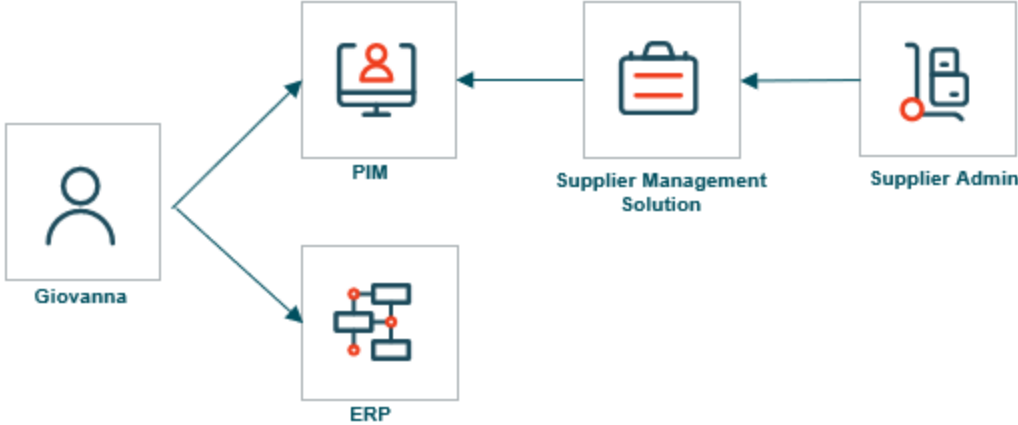 PIM
Supplier Management
Solution
Supplier Admin
Giovanna
ERP